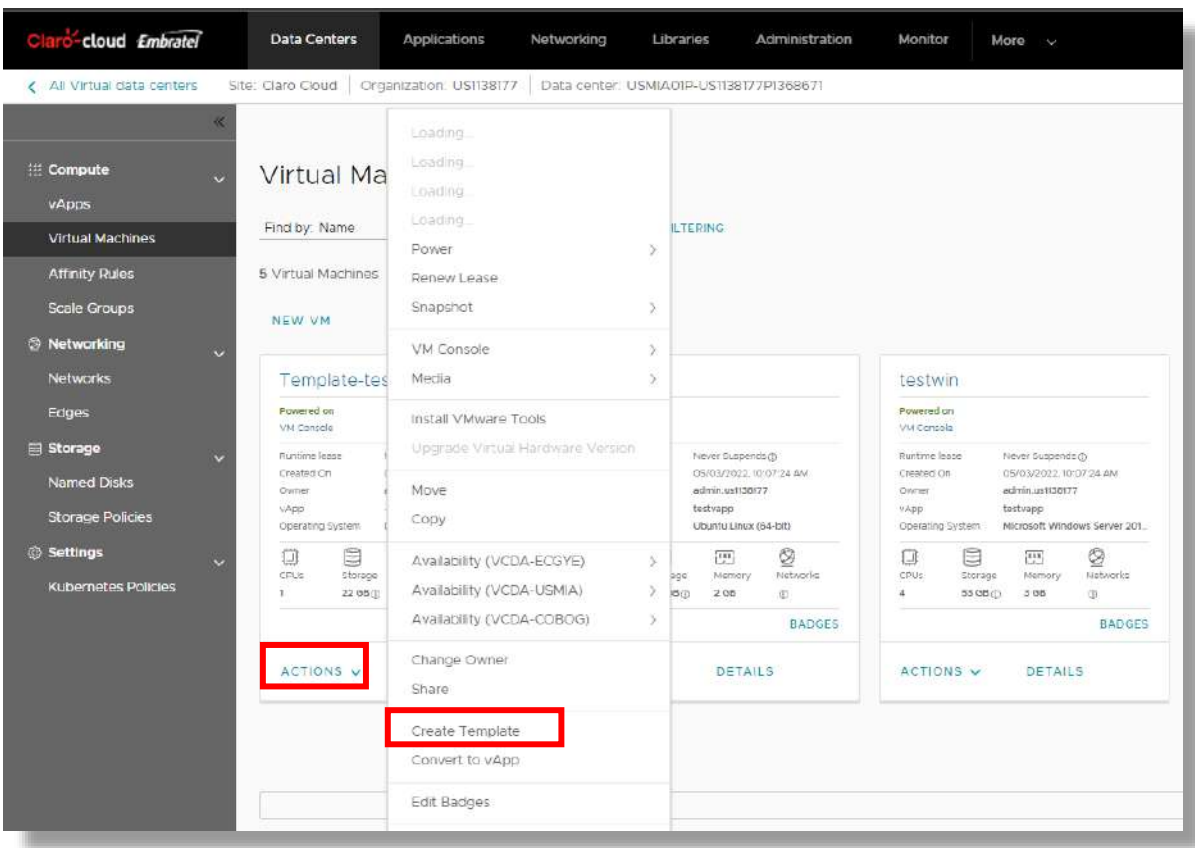 Claro-cloud Embratel Data Centers Applications Networking Libraries Administration Monitor More
All Virtual data centers Site: Claro Cloud Organization: US1138177 Data center: USMIA01P-US1138177P1368671
Compute
vApps
Virtual Machines
Affinity Rules
Scale Groups
Networking
Networks
Edges
Storage
Named Disks
Storage Policies
Settings
Kubernetes Policies
Virtual Ma
Find by: Name
ILTERING
5 Virtual Machines
NEW VM
Loading...
Loading...
Loading...
Loading...
Power
Renew Lease
Snapshot
VM Console
Media
Install VMware Tools
Upgrade Virtual Hardware Version
Move
Copy
Availability (VCDA-ECGYE)
Availability (VCDA-USMIA)
Availability (VCDA-COBOG)
Change Owner
Share
Create Template
Convert to vApp
Edit Badges
Template-tes
Powered on
VM Console
Runtime lease
Created On
Owner
vApp
Operating System
CPUs Storage
1 22 GB
ACTIONS
Never Suspends
05/03/2022, 10:07:24 AM
admin.us1138177
testvapp
Ubuntu Linux (64-bit)
age Memory Networks
GB 2 GB
BADGES
DETAILS
testwin
Powered on
VM Console
Runtime lease Never Suspends
Created On 05/03/2022, 10:07:24 AM
Owner admin.us1138177
vApp testvapp
Operating System Microsoft Windows Server 201...
CPUs Storage Memory Networks
4 53 GB 3 GB
BADGES
ACTIONS DETAILS